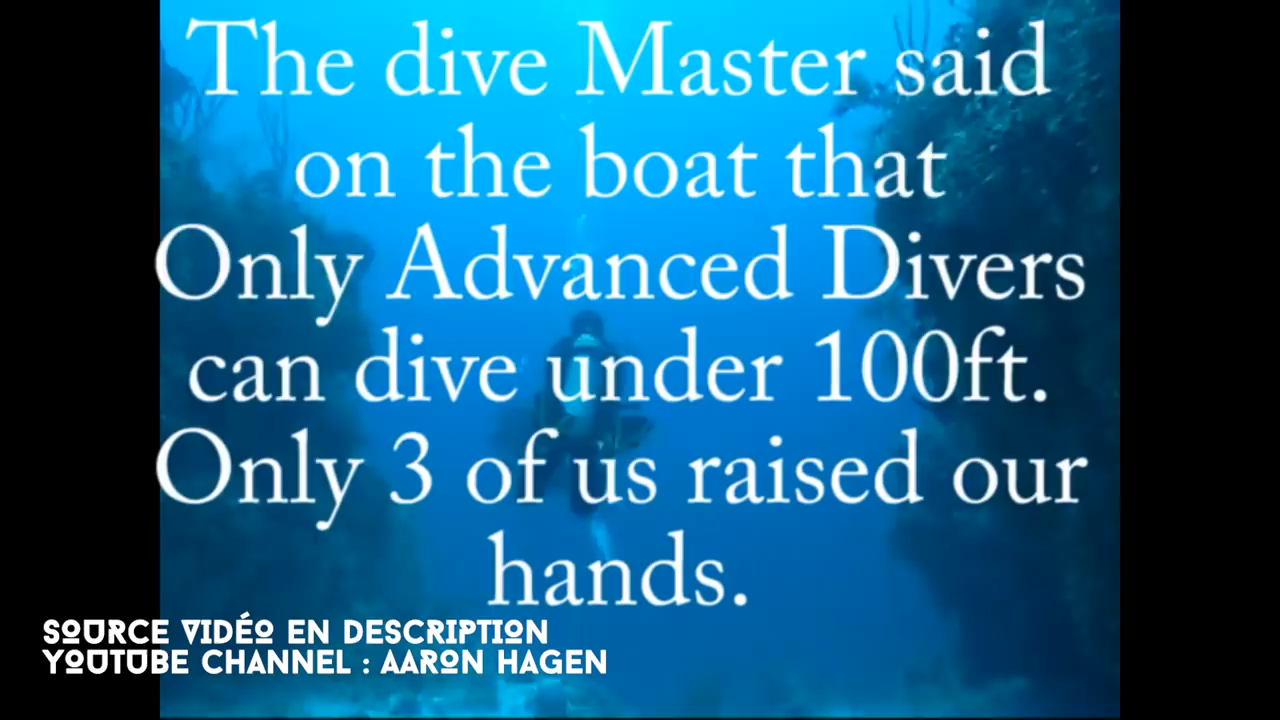 The dive Master said
on the boat that
Only Advanced Divers
can dive under 100ft.
Only 3 of us raised our
hands.
SOURCE VIDÉO EN DESCRIPTION
YOUTUBE CHANNEL : AARON HAGEN